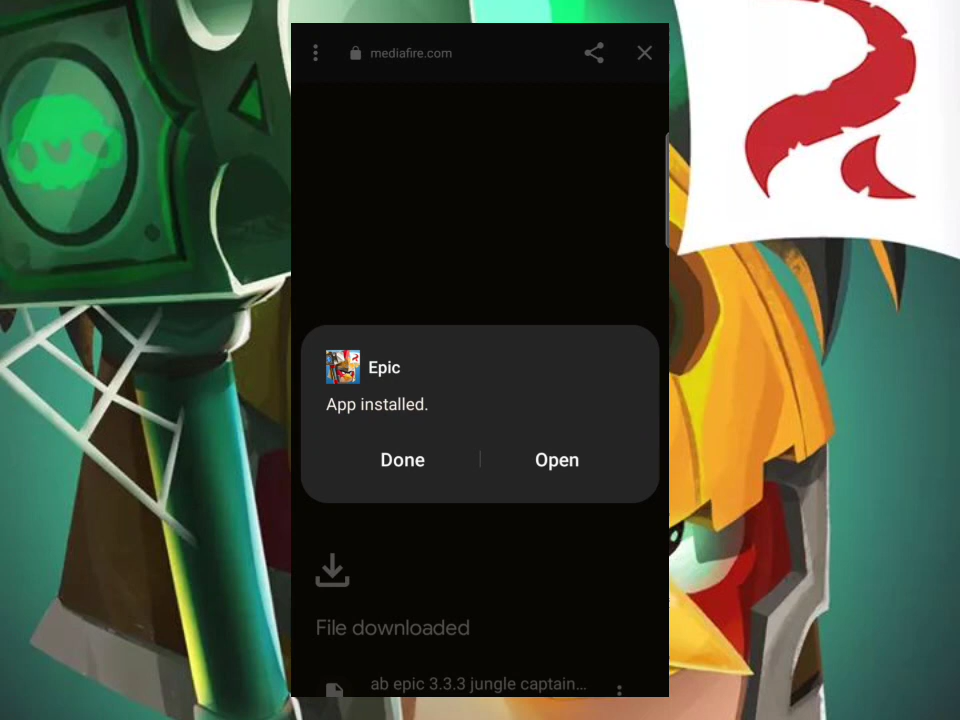 mediafire.com
Epic
App installed.
Done
Open
File downloaded
ab epic 3.3.3 jungle captain...